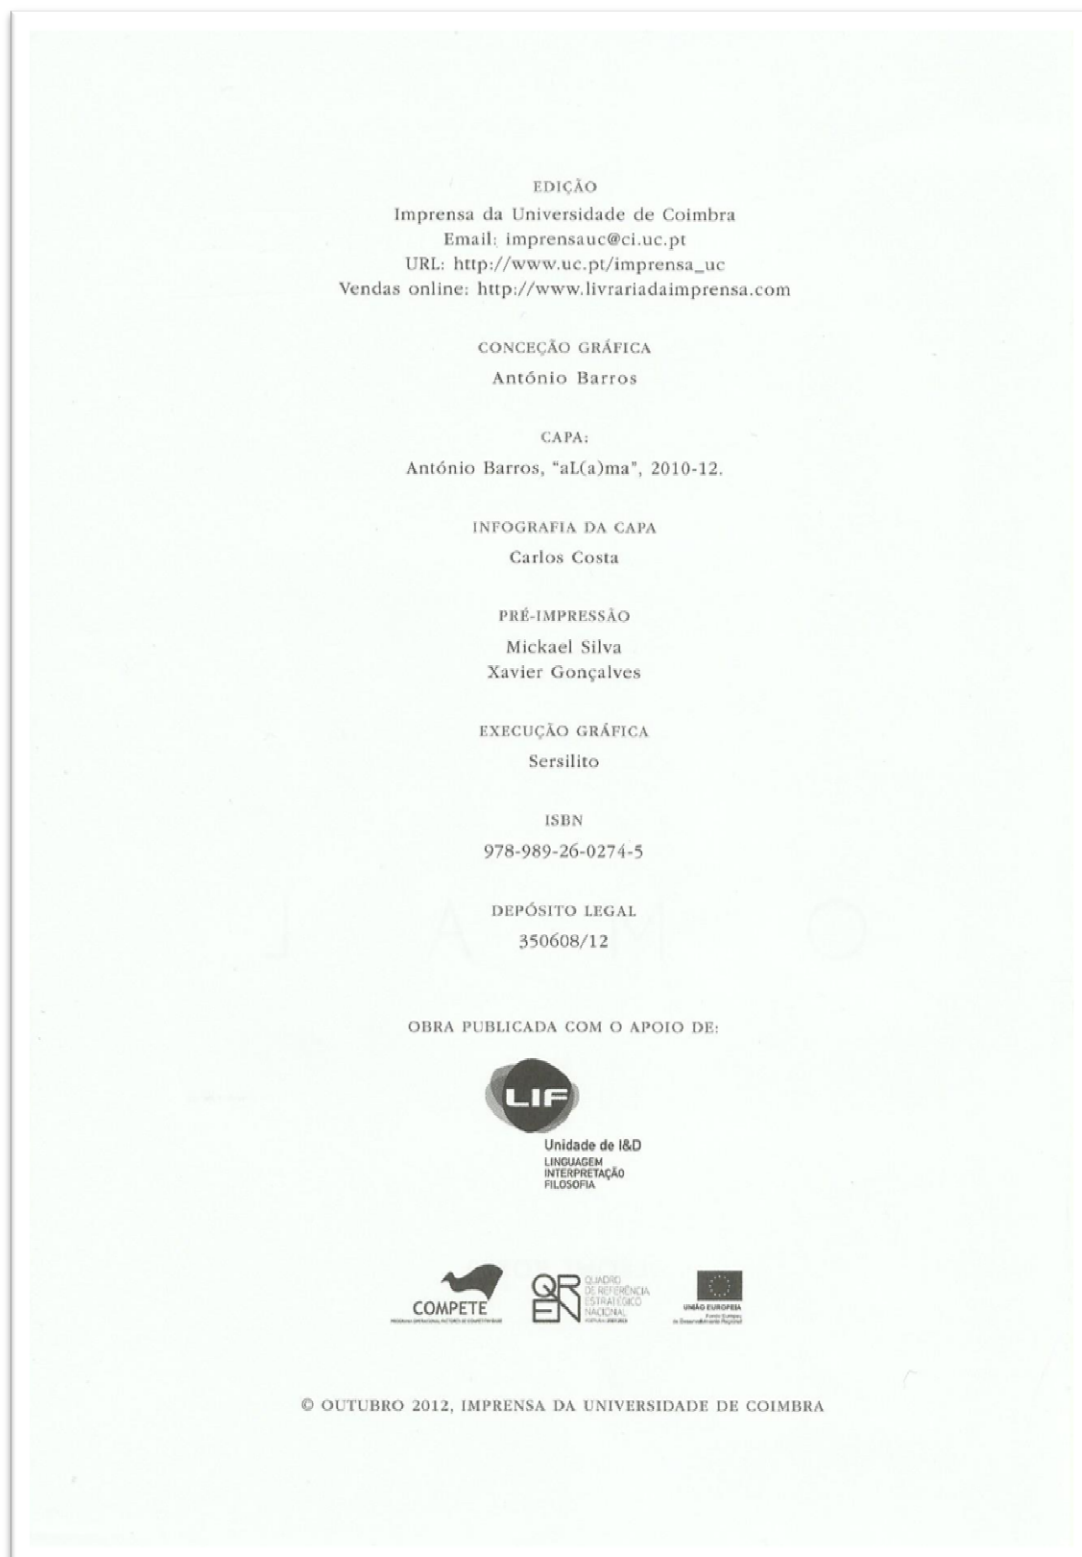 EDIÇÃO
Imprensa da Universidade de Coimbra
Email: imprensauc@ci.uc.pt
URL: http://www.uc.pt/imprensa_uc
Vendas online: http://www.livrariadaimprensa.com
CONCEÇÃO GRÁFICA
António Barros
CAPA:
António Barros, “aL(a)ma”, 2010-12.
INFOGRAFIA DA CAPA
Carlos Costa
PRÉ-IMPRESSÃO
Mickael Silva
Xavier Gonçalves
EXECUÇÃO GRÁFICA
Sersilito
ISBN
978-989-26-0274-5
DEPÓSITO LEGAL
350608/12
OBRA PUBLICADA COM O APOIO DE:
LIF
Unidade de I&D
LINGUAGEM
INTERPRETAÇÃO
FILOSOFIA
COMPETE
QR
EN
QUADRO
DE REFERÊNCIA
ESTRATÉGICO
NACIONAL
UNIÃO EUROPEIA
© OUTUBRO 2012, IMPRENSA DA UNIVERSIDADE DE COIMBRA